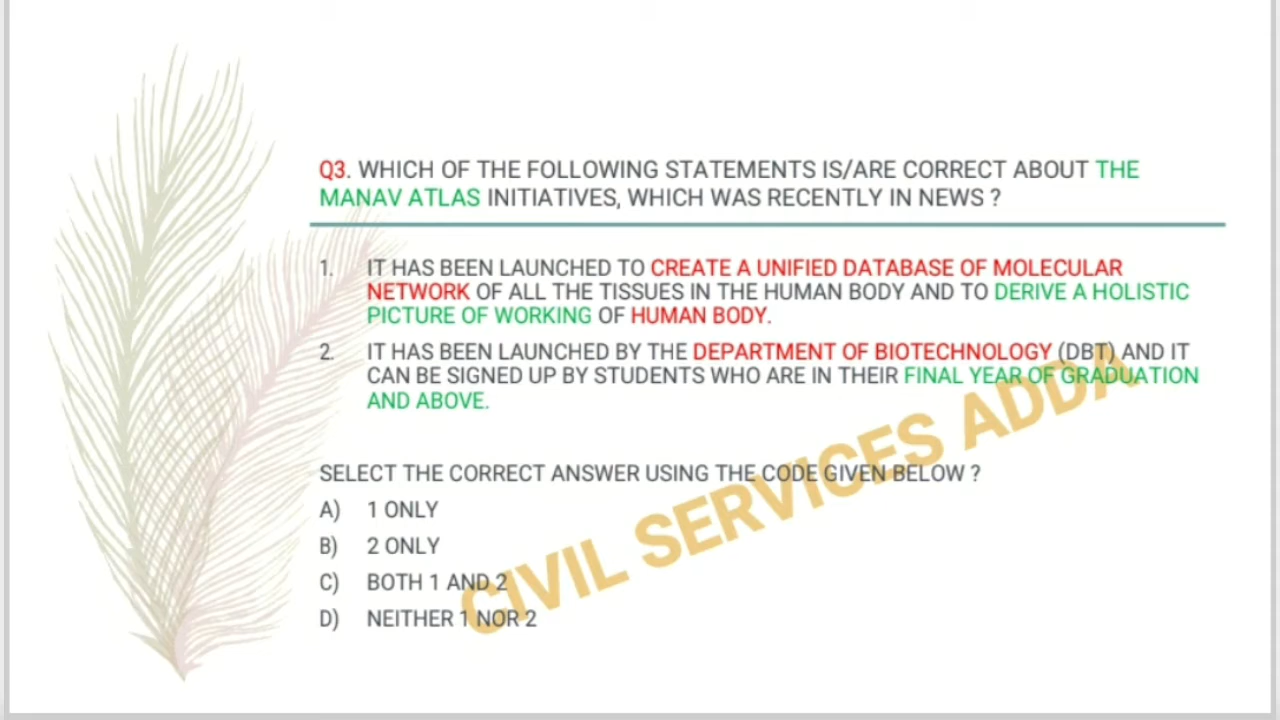 Q3. WHICH OF THE FOLLOWING STATEMENTS IS/ARE CORRECT ABOUT THE
MANAV ATLAS INITIATIVES, WHICH WAS RECENTLY IN NEWS ?
1. IT HAS BEEN LAUNCHED TO CREATE A UNIFIED DATABASE OF MOLECULAR
NETWORK OF ALL THE TISSUES IN THE HUMAN BODY AND TO DERIVE A HOLISTIC
PICTURE OF WORKING OF HUMAN BODY.
2. IT HAS BEEN LAUNCHED BY THE DEPARTMENT OF BIOTECHNOLOGY (DBT) AND IT
CAN BE SIGNED UP BY STUDENTS WHO ARE IN THEIR FINAL YEAR OF GRADUATION
AND ABOVE.
SELECT THE CORRECT ANSWER USING THE CODE GIVEN BELOW ?
A) 1 ONLY
B) 2 ONLY
C) BOTH 1 AND 2
D) NEITHER 1 NOR 2
CIVIL SERVICES ADDA